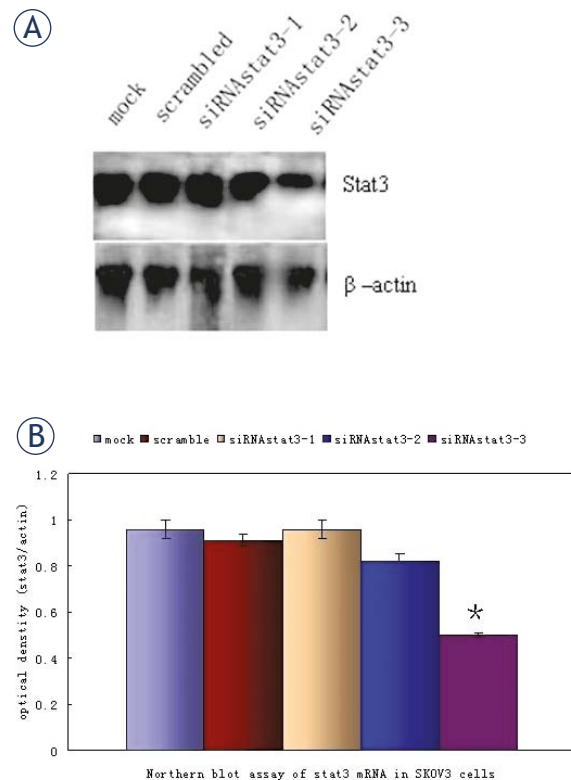 A
mock
scrambled
siRNAstat3-1
siRNAstat3-2
siRNAstat3-3
Stat3
β-actin
B
mock scramble siRNAstat3-1 siRNAstat3-2 siRNAstat3-3
1.2
1
0.8
0.6
0.4
0.2
0
optical denstity (stat3/actin)
*
Northern blot assay of stat3 mRNA in SKOV3 cells